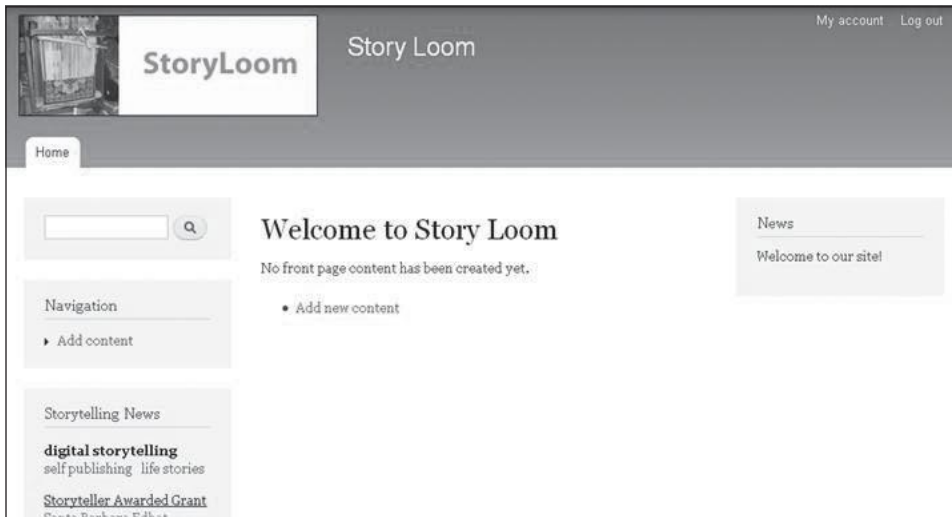 My account Log out
StoryLoom
Story Loom
Home
Navigation
Add content
Storytelling News
digital storytelling
self publishing life stories
Storyteller Awarded Grant
Welcome to Story Loom
No front page content has been created yet.
Add new content
News
Welcome to our site!